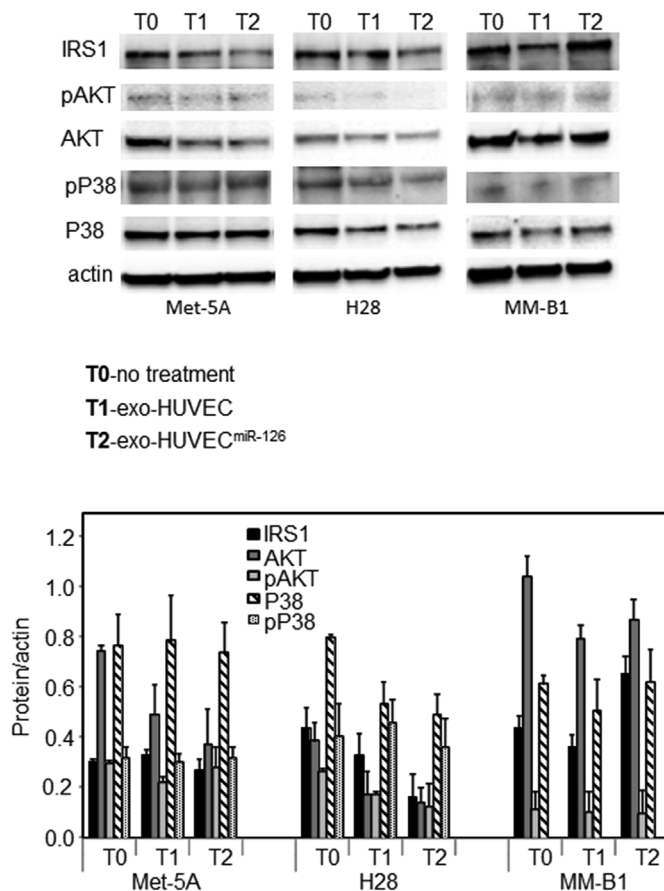 T0 T1 T2 T0 T1 T2 T0 T1 T2
IRS1
pAKT
AKT
pP38
P38
actin
Met-5A H28 MM-B1
T0-no treatment
T1-exo-HUVEC
T2-exo-HUVECmiR-126
Protein/actin
1.2
1.0
0.8
0.6
0.4
0.2
0.0
IRS1
AKT
pAKT
P38
pP38
T0 T1 T2 T0 T1 T2 T0 T1 T2
Met-5A H28 MM-B1